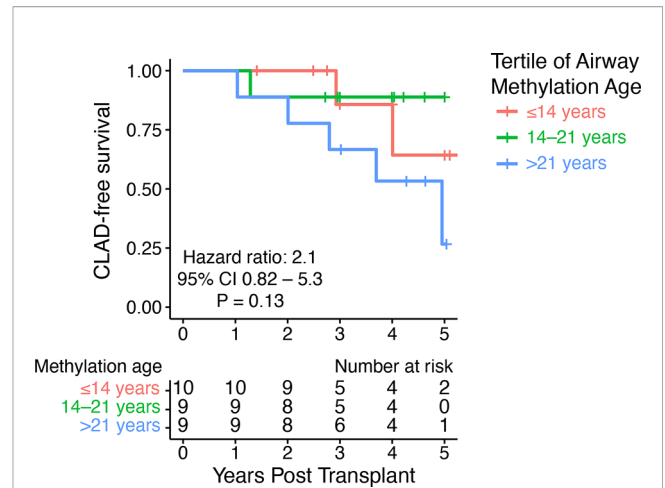 Tertile of Airway
Methylation Age
≤14 years
14–21 years
>21 years
CLAD-free survival
1.00
0.75
0.50
0.25
0.00
Hazard ratio: 2.1
95% CI 0.82 – 5.3
P = 0.13
0 1 2 3 4 5
Methylation age Number at risk
≤14 years 10 10 9 5 4 2
14–21 years 9 9 8 5 4 0
>21 years 9 9 8 6 4 1
0 1 2 3 4 5
Years Post Transplant